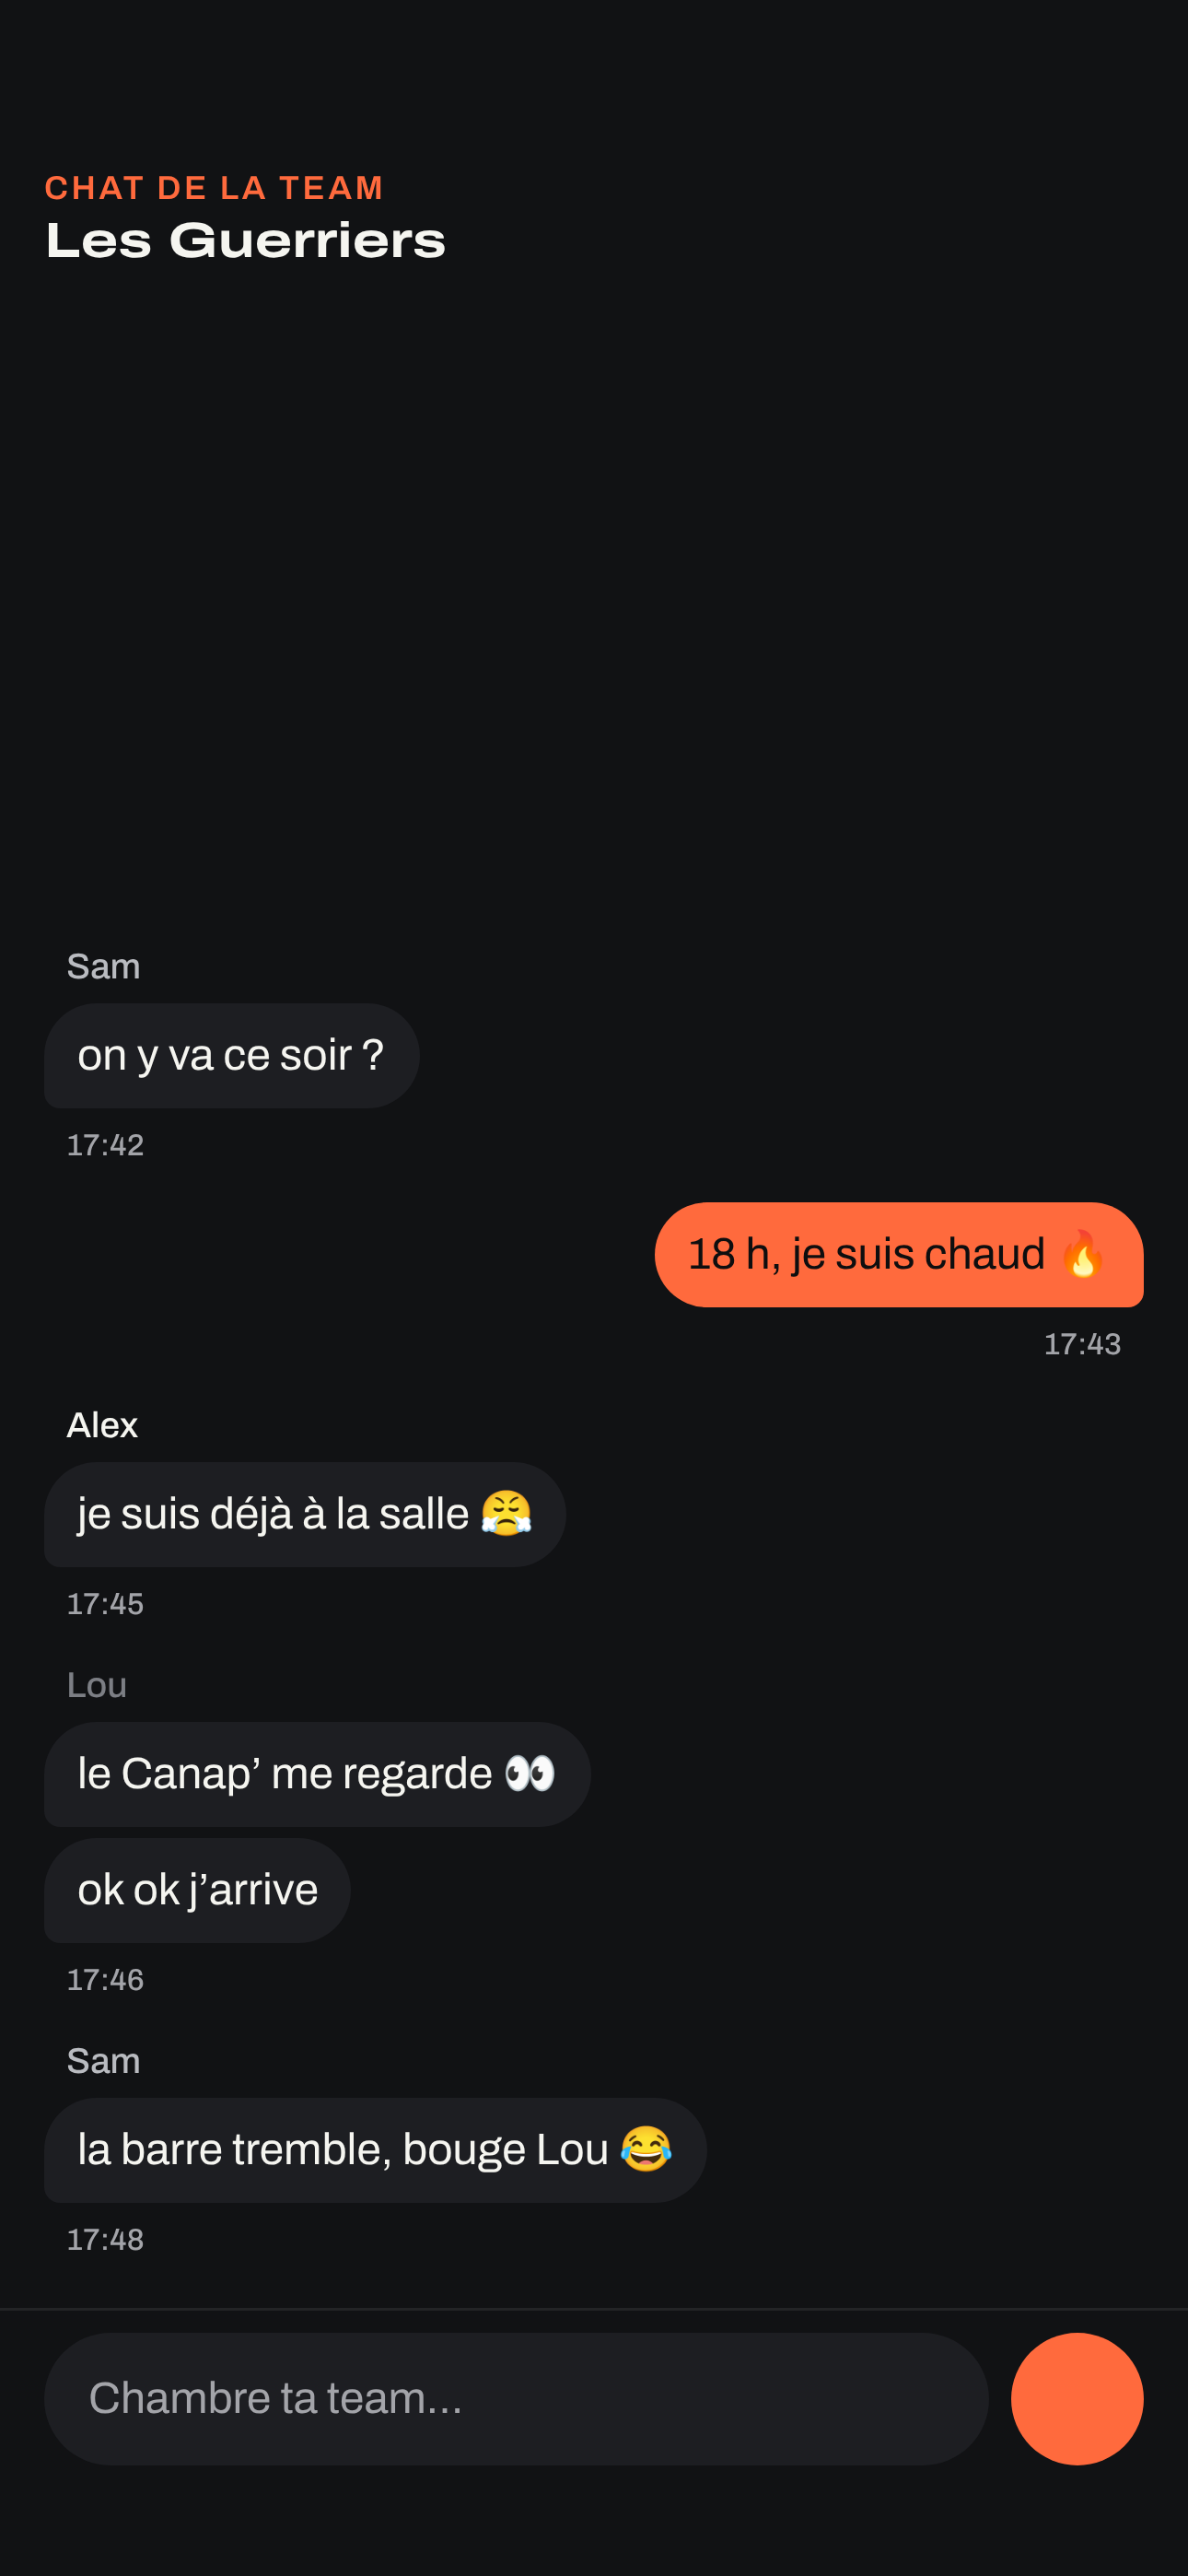 CHAT DE LA TEAM
Les Guerriers
Sam
on y va ce soir ?
17:42
18 h, je suis chaud 🔥
17:43
Alex
je suis déjà à la salle 😤
17:45
Lou
le Canap’ me regarde 👀
ok ok j’arrive
17:46
Sam
la barre tremble, bouge Lou 😂
17:48
Chambre ta team...